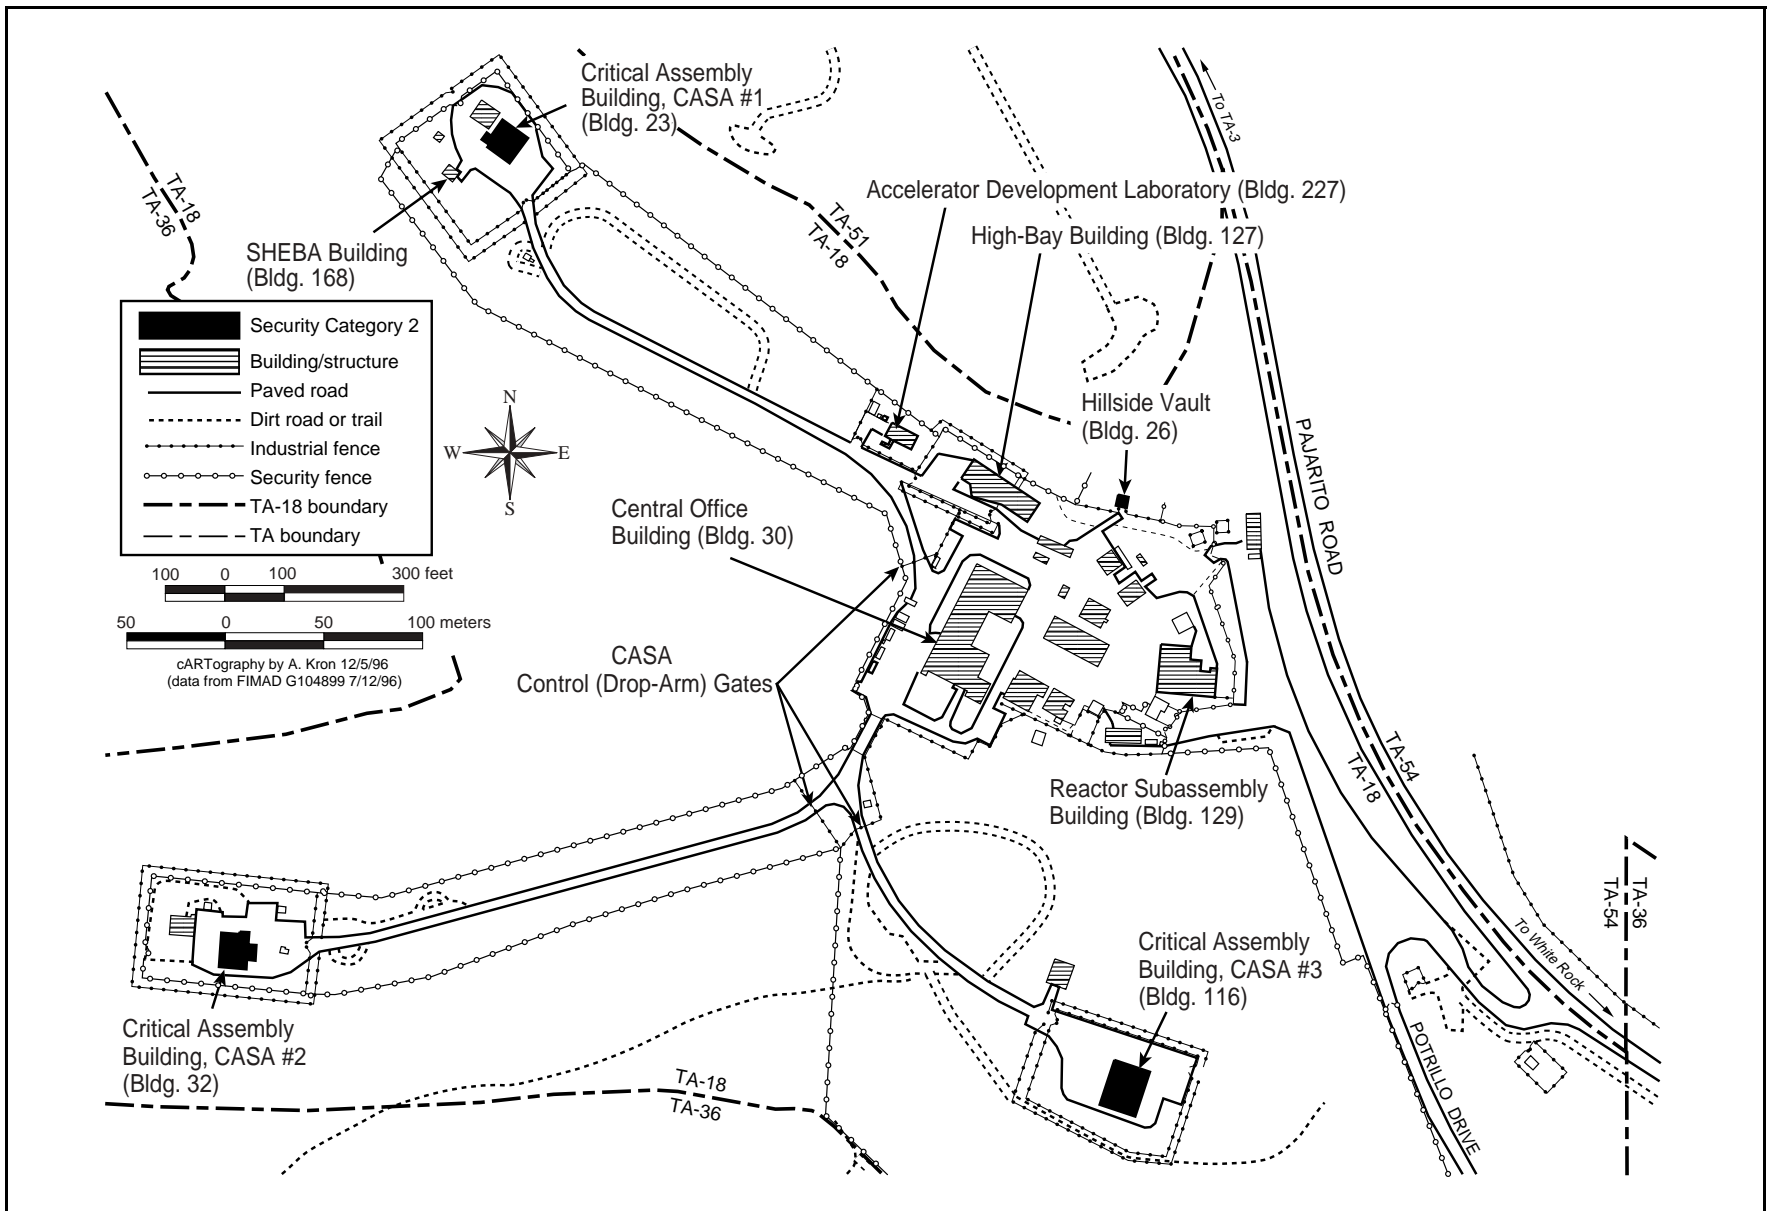 Critical Assembly
Building, CASA #1
(Bldg. 23)
To TA-3
TA-18
TA-36
Accelerator Development Laboratory (Bldg. 227)
TA-51
TA-18
High-Bay Building (Bldg. 127)
SHEBA Building
(Bldg. 168)
Security Category 2
Building/structure
Paved road
Dirt road or trail
Industrial fence
Security fence
TA-18 boundary
TA boundary
N
W
E
S
Hillside Vault
(Bldg. 26)
PAJARITO ROAD
Central Office
Building (Bldg. 30)
100 0 100 300 feet
50 0 50 100 meters
cARTography by A. Kron 12/5/96
(data from FIMAD G104899 7/12/96)
CASA
Control (Drop-Arm) Gates
TA-54
TA-18
Reactor Subassembly
Building (Bldg. 129)
TA-36
TA-54
To White Rock
Critical Assembly
Building, CASA #3
(Bldg. 116)
Critical Assembly
Building, CASA #2
(Bldg. 32)
POTRILLO DRIVE
TA-18
TA-36